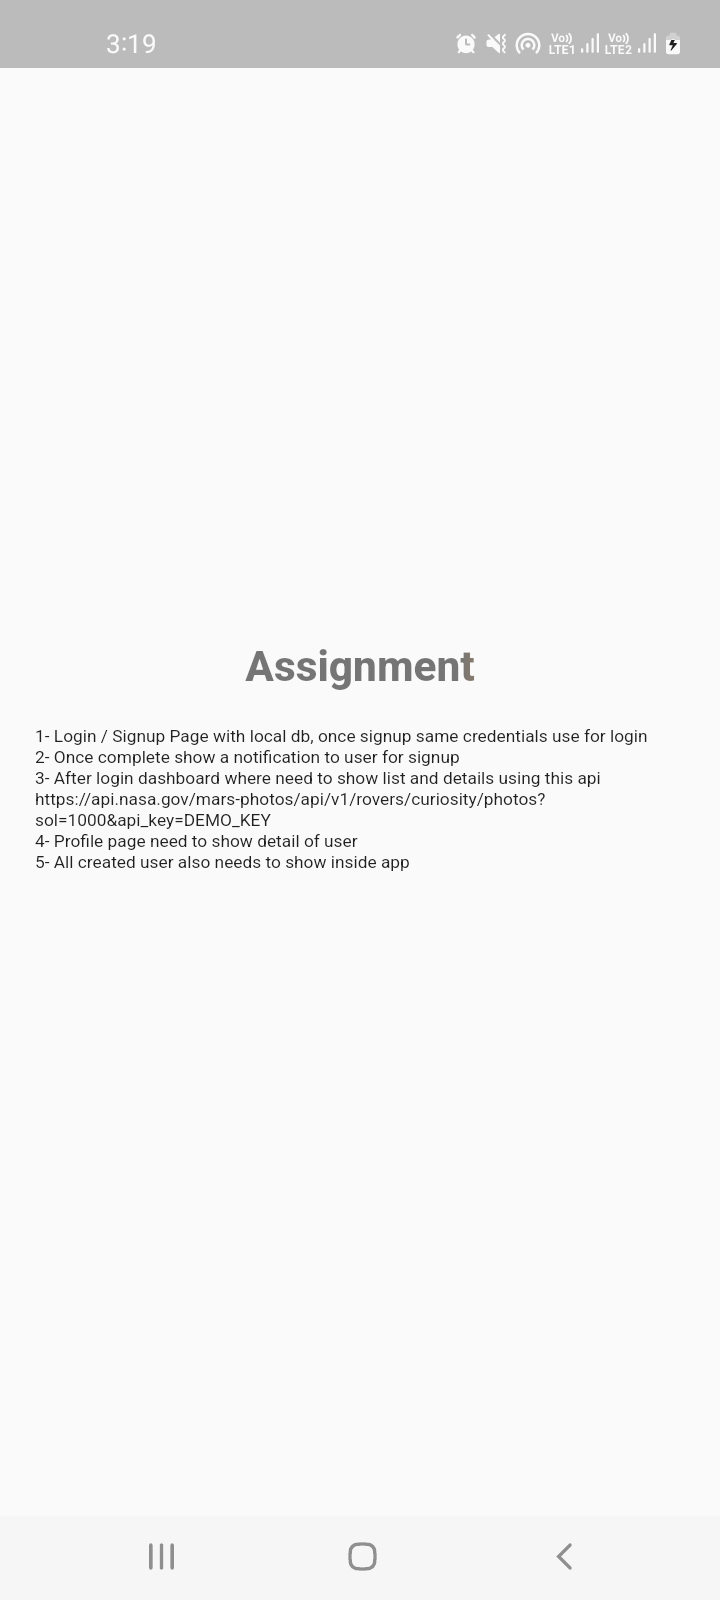 3:19
Vo)) LTE1 Vo)) LTE2
Assignment
1- Login / Signup Page with local db, once signup same credentials use for login
2- Once complete show a notification to user for signup
3- After login dashboard where need to show list and details using this api
https://api.nasa.gov/mars-photos/api/v1/rovers/curiosity/photos?
sol=1000&api_key=DEMO_KEY
4- Profile page need to show detail of user
5- All created user also needs to show inside app